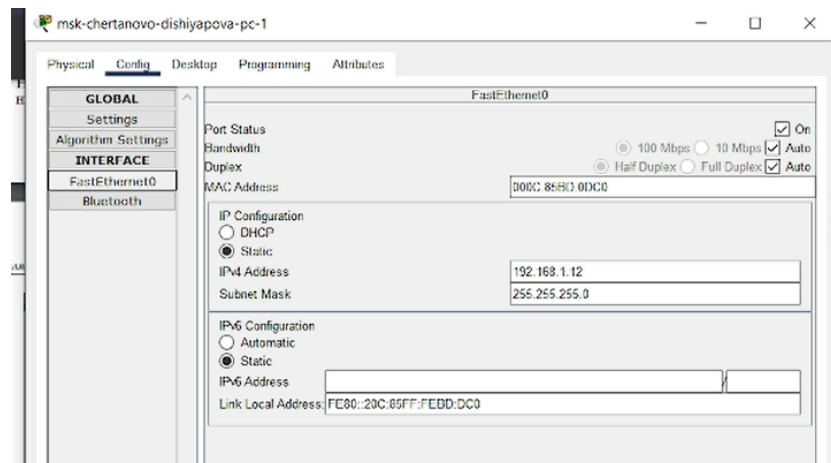 msk-chertanovo-dishiyapova-pc-1
Physical Config Desktop Programming Attributes
GLOBAL
Settings
Algorithm Settings
INTERFACE
FastEthernet0
Bluetooth
FastEthernet0
Port Status On
Bandwidth 100 Mbps 10 Mbps Auto
Duplex Half Duplex Full Duplex Auto
MAC Address 000C.85BD.0DC0
IP Configuration
DHCP
Static
IPv4 Address 192.168.1.12
Subnet Mask 255.255.255.0
IPv6 Configuration
Automatic
Static
IPv6 Address /
Link Local Address: FE80::20C:85FF:FEBD:DC0